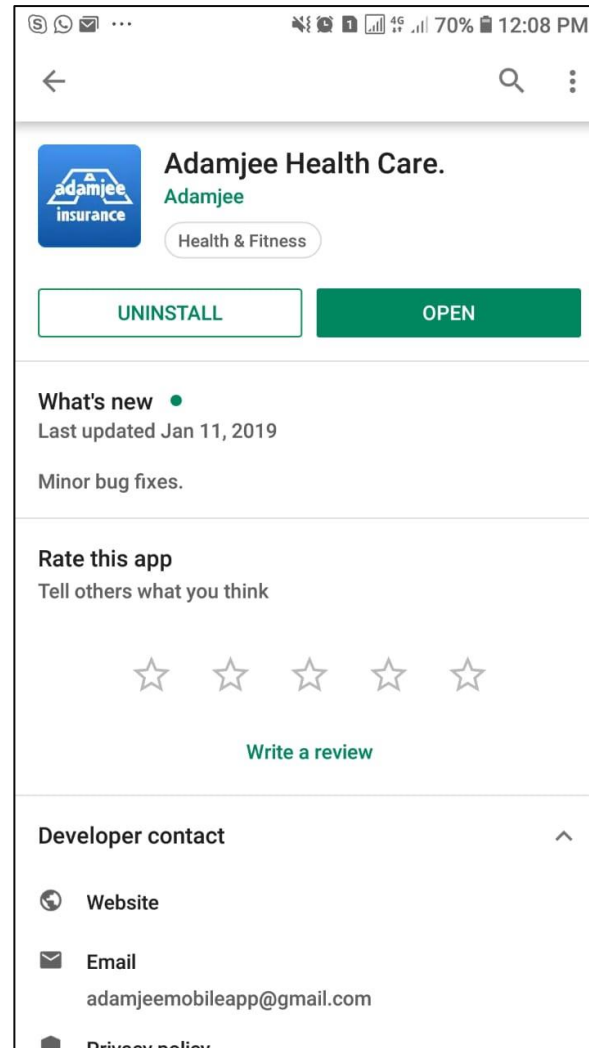 70% 12:08 PM
adamjee
insurance
Adamjee Health Care.
Adamjee
Health & Fitness
UNINSTALL OPEN
What's new
Last updated Jan 11, 2019
Minor bug fixes.
Rate this app
Tell others what you think
Write a review
Developer contact
Website
Email
adamjeemobileapp@gmail.com
Privacy policy